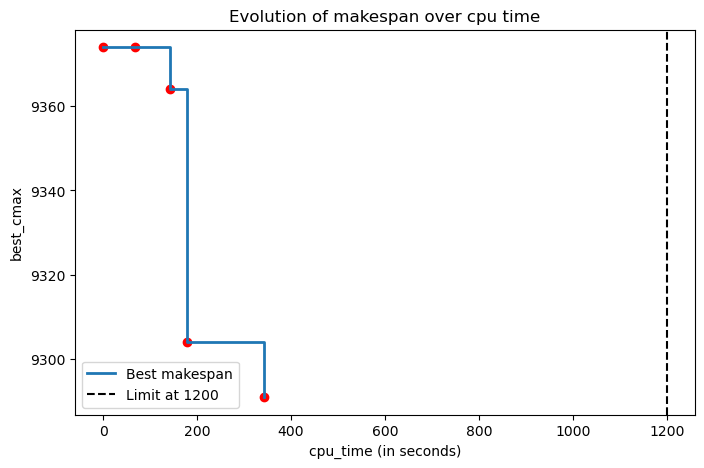 Evolution of makespan over cpu time
best_cmax
9360
9340
9320
9300
Best makespan
Limit at 1200
0
200
400
600
800
1000
1200
cpu_time (in seconds)